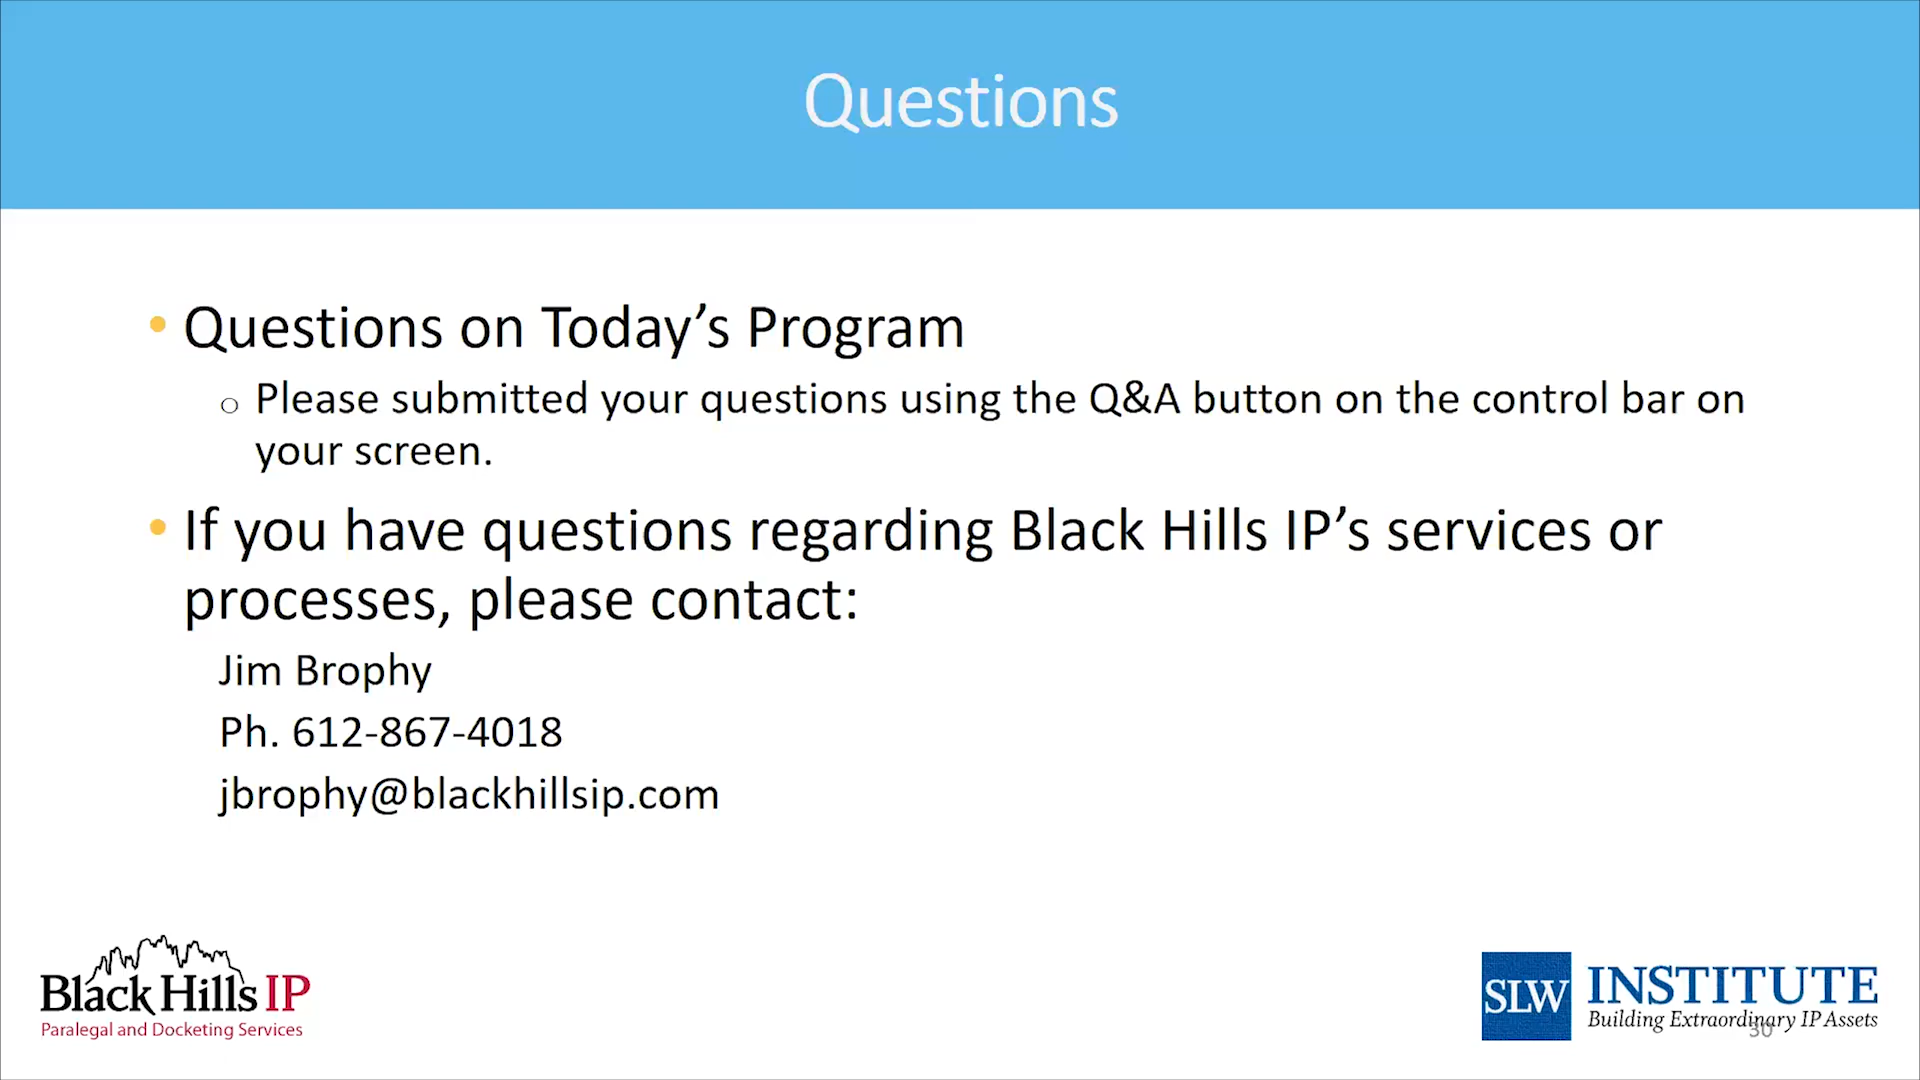 Questions
• Questions on Today’s Program
o Please submitted your questions using the Q&A button on the control bar on
your screen.
• If you have questions regarding Black Hills IP’s services or
processes, please contact:
Jim Brophy
Ph. 612-867-4018
jbrophy@blackhillsip.com
Black Hills IP
Paralegal and Docketing Services
SLW INSTITUTE
Building Extraordinary IP Assets
30